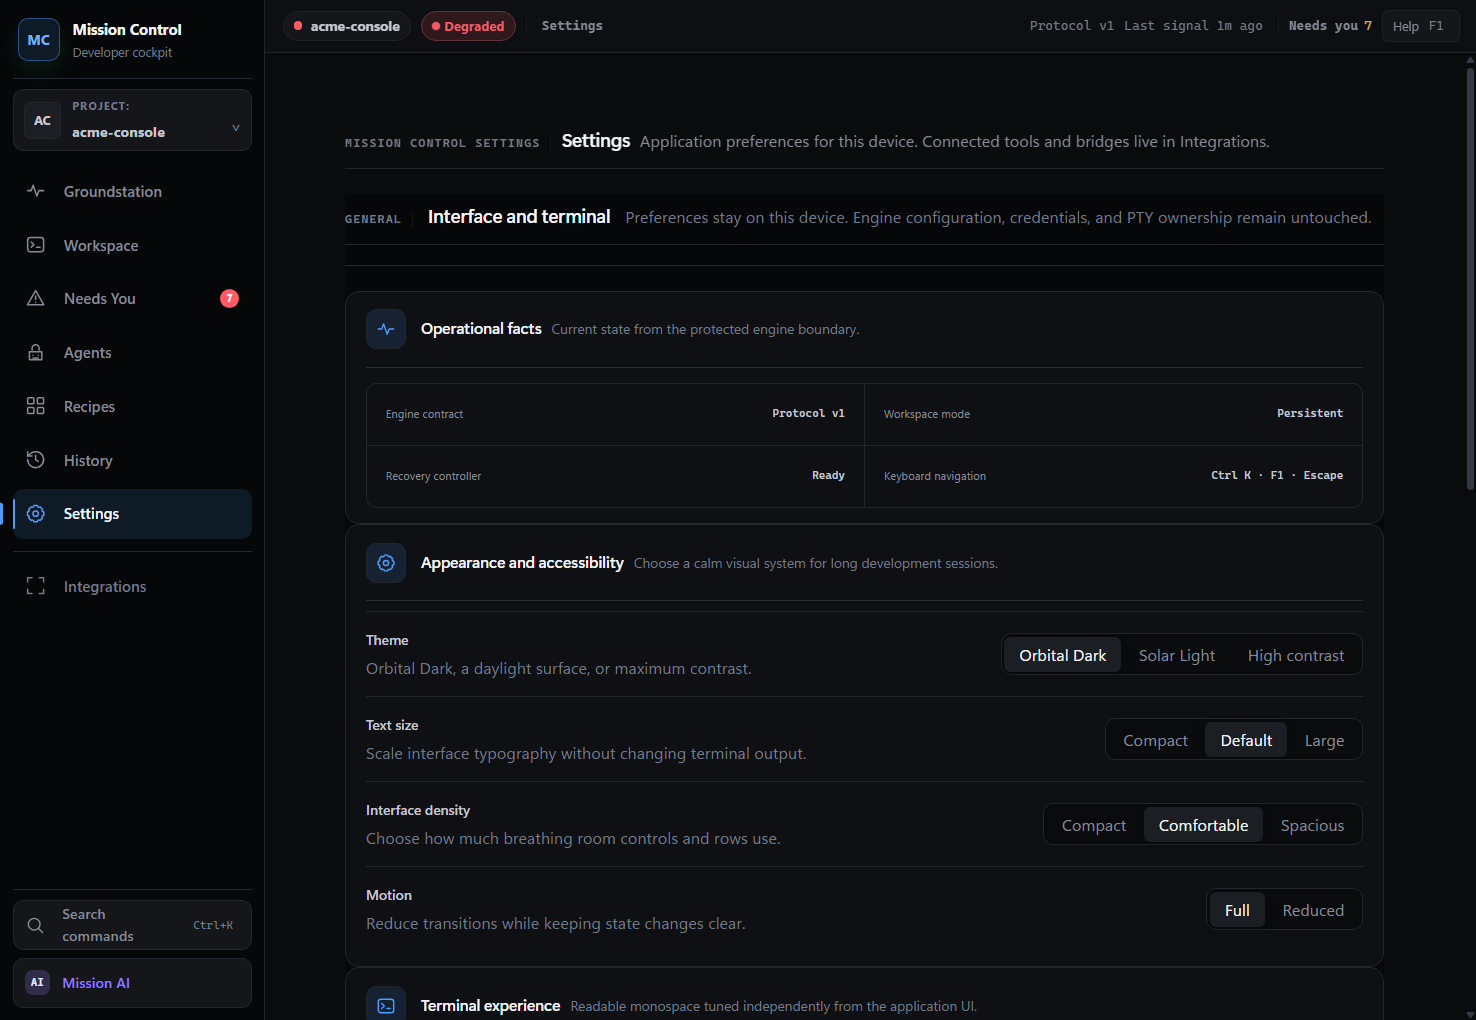 MC
Mission Control
Developer cockpit
AC
PROJECT:
acme-console
Groundstation
Workspace
Needs You
7
Agents
Recipes
History
Settings
Integrations
Search commands
Ctrl+K
AI
Mission AI
acme-console
Degraded
Settings
Protocol v1 Last signal 1m ago
Needs you 7
Help F1
MISSION CONTROL SETTINGS
Settings
Application preferences for this device. Connected tools and bridges live in Integrations.
GENERAL
Interface and terminal
Preferences stay on this device. Engine configuration, credentials, and PTY ownership remain untouched.
Operational facts
Current state from the protected engine boundary.
Engine contract
Protocol v1
Workspace mode
Persistent
Recovery controller
Ready
Keyboard navigation
Ctrl K · F1 · Escape
Appearance and accessibility
Choose a calm visual system for long development sessions.
Theme
Orbital Dark, a daylight surface, or maximum contrast.
Orbital Dark
Solar Light
High contrast
Text size
Scale interface typography without changing terminal output.
Compact
Default
Large
Interface density
Choose how much breathing room controls and rows use.
Compact
Comfortable
Spacious
Motion
Reduce transitions while keeping state changes clear.
Full
Reduced
Terminal experience
Readable monospace tuned independently from the application UI.